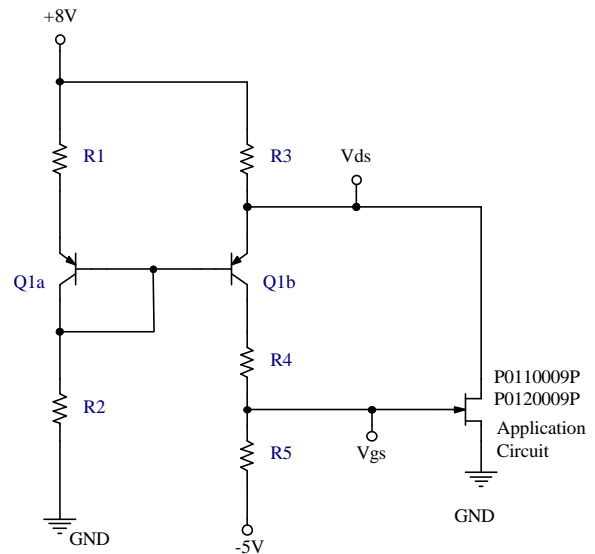 +8V
R1
R3
Vds
Q1a
Q1b
R4
P0110009P
P0120009P
R2
Application
Circuit
R5
Vgs
GND
GND
-5V